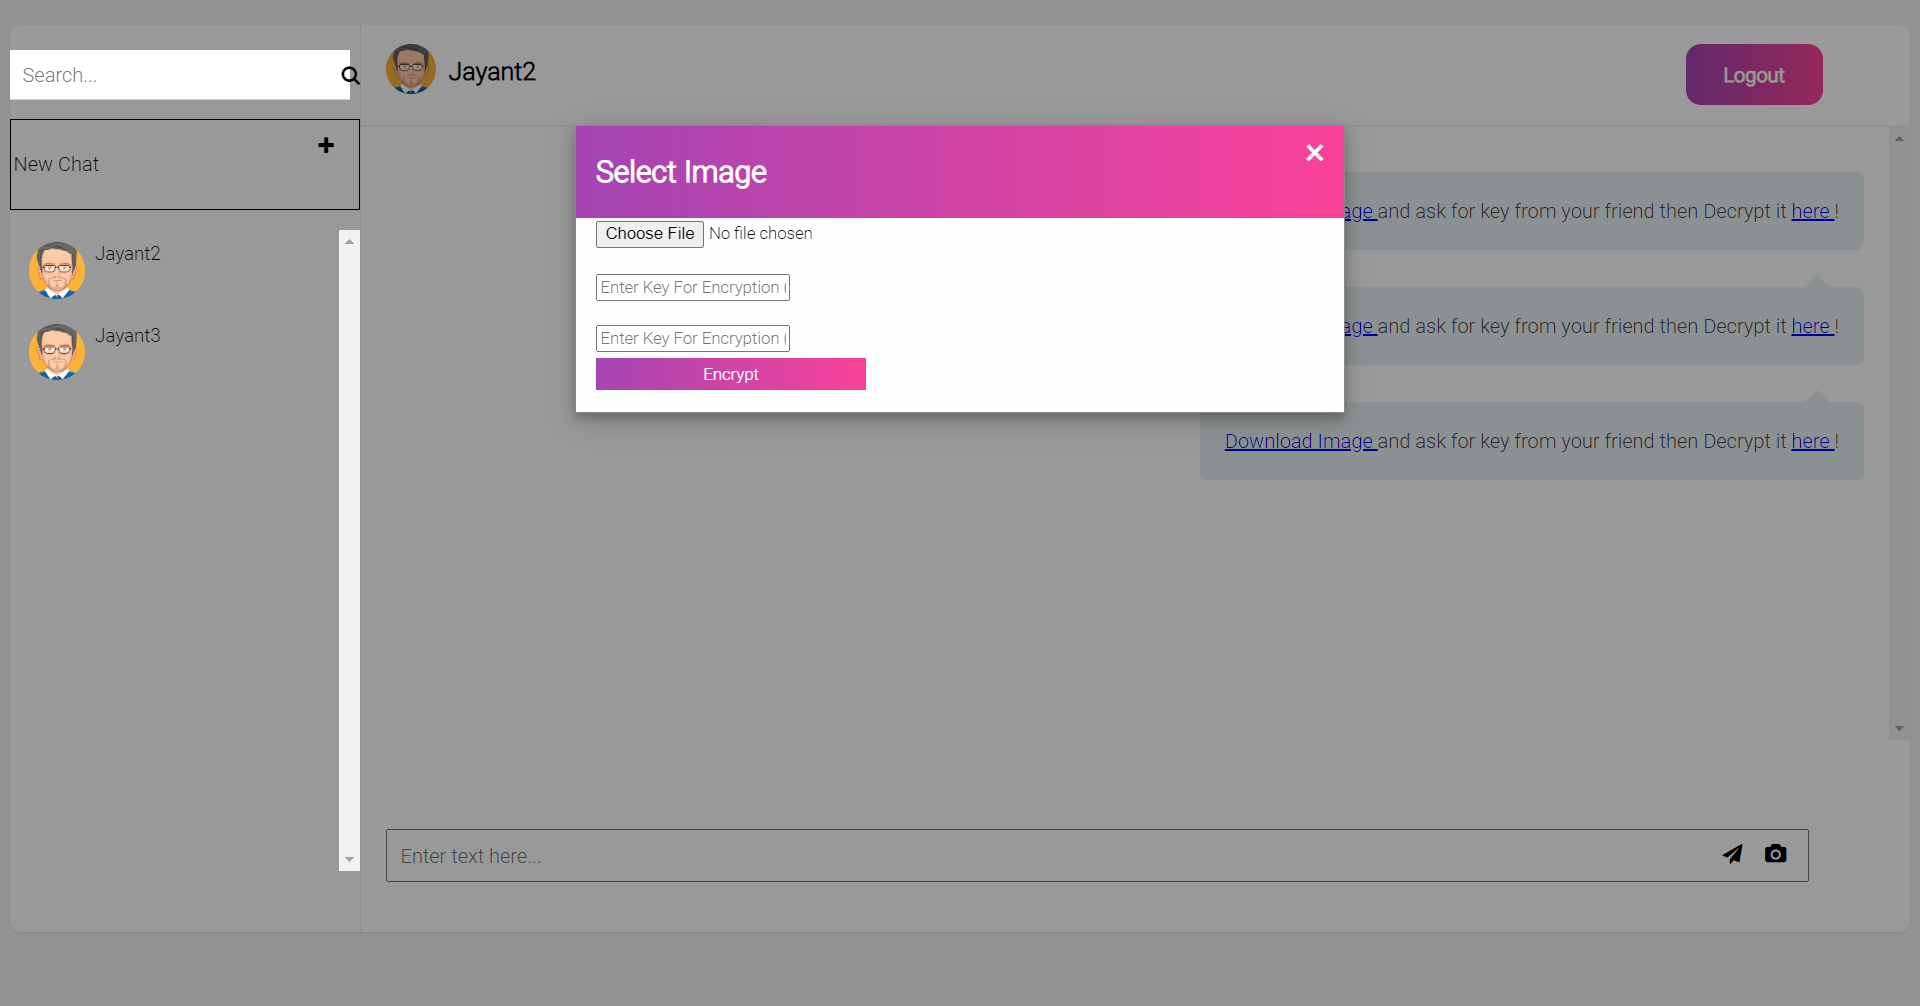 Search...
Jayant2
Logout
New Chat
Jayant2
Jayant3
Select Image
Choose File No file chosen
Enter Key For Encryption (
Enter Key For Encryption (
Encrypt
age and ask for key from your friend then Decrypt it here !
age and ask for key from your friend then Decrypt it here !
Download Image and ask for key from your friend then Decrypt it here !
Enter text here...